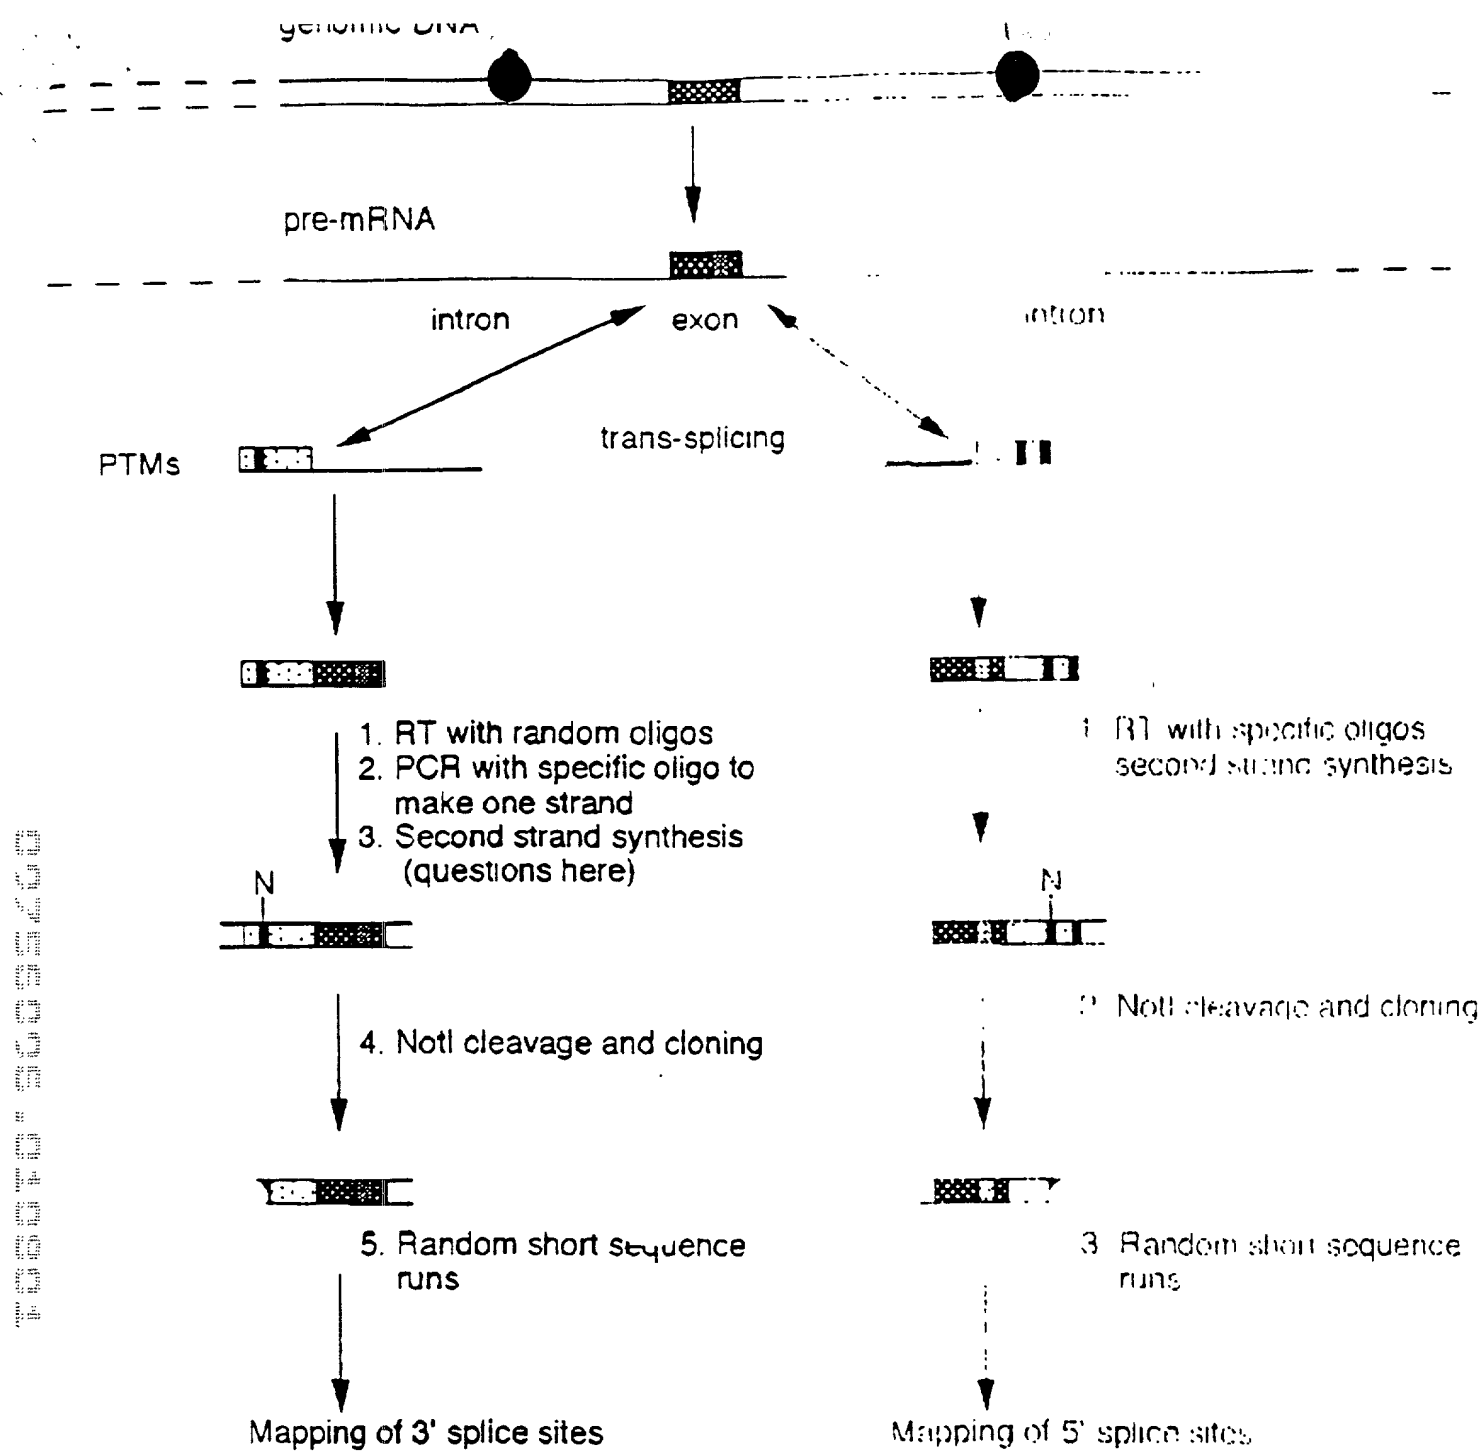 genomic DNA
pre-mRNA
intron
exon
intron
trans-splicing
PTMs
1. RT with random oligos
2. PCR with specific oligo to
make one strand
3. Second strand synthesis
(questions here)
1 RT with specific oligos
second strand synthesis
N
N
4. NotI cleavage and cloning
2 NotI cleavage and cloning
5. Random short sequence
runs
3 Random short sequence
runs
Mapping of 3' splice sites
Mapping of 5' splice sites